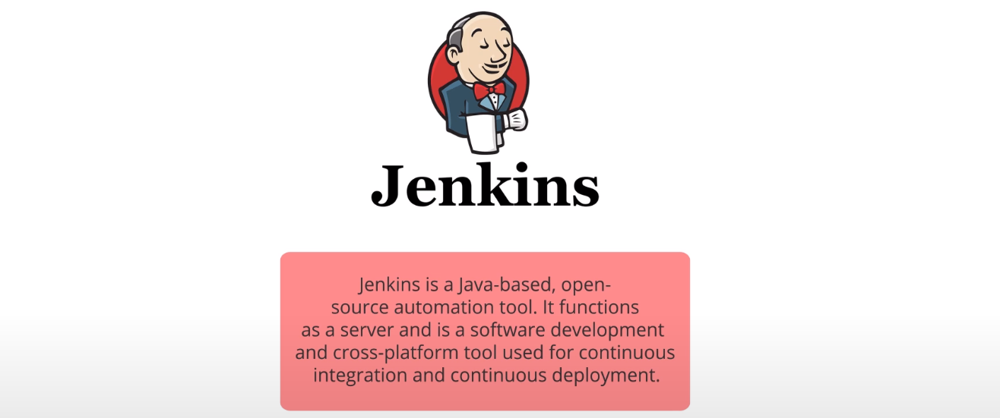 Jenkins
Jenkins is a Java-based, open-
source automation tool. It functions
as a server and is a software development
and cross-platform tool used for continuous
integration and continuous deployment.